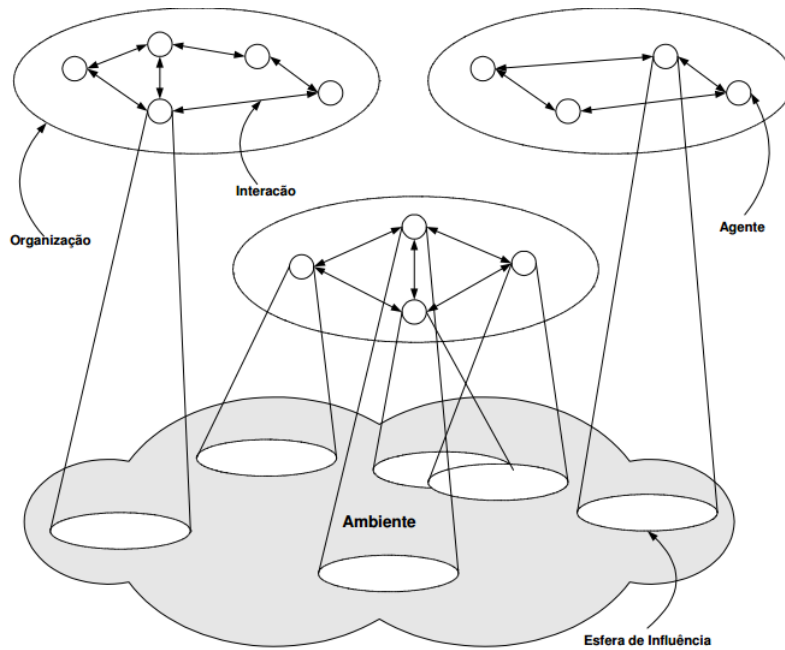 Interacão
Organização
Agente
Ambiente
Esfera de Influência